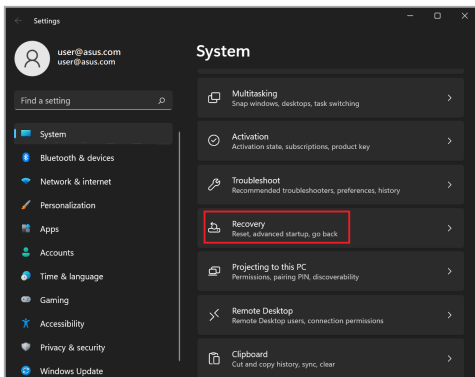 Settings
user@asus.com
user@asus.com
Find a setting
System
Bluetooth & devices
Network & internet
Personalization
Apps
Accounts
Time & language
Gaming
Accessibility
Privacy & security
Windows Update
System
Multitasking
Snap windows, desktops, task switching
Activation
Activation state, subscriptions, product key
Troubleshoot
Recommended troubleshooters, preferences, history
Recovery
Reset, advanced startup, go back
Projecting to this PC
Permissions, pairing PIN, discoverability
Remote Desktop
Remote Desktop users, connection permissions
Clipboard
Cut and copy history, sync, clear